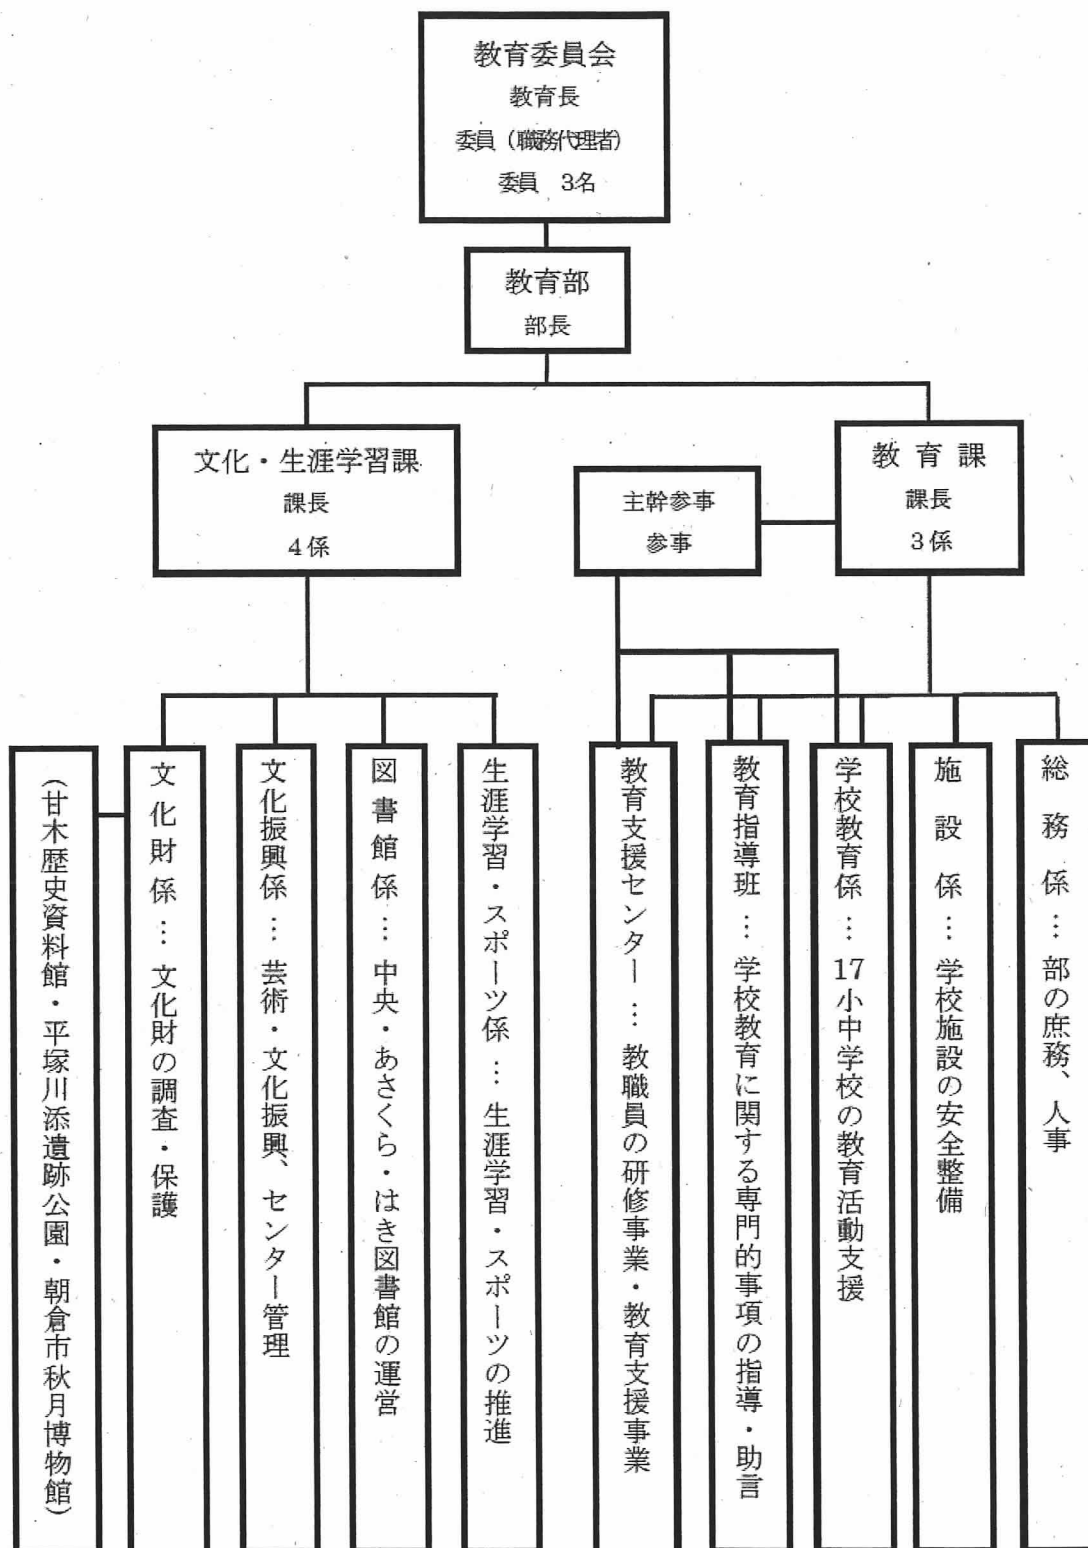 教育委員会
教育長
委員（職務代理者）
委員　3名
教育部
部長
文化・生涯学習課
課長
4係
主幹参事
参事
教育課
課長
3係
総務係…部の庶務、人事
施設係…学校施設の安全整備
学校教育係…17小中学校の教育活動支援
教育指導班…学校教育に関する専門的事項の指導・助言
教育支援センター…教職員の研修事業・教育支援事業
生涯学習・スポーツ係…生涯学習・スポーツの推進
図書館係…中央・あさくら・はき図書館の運営
文化振興係…芸術・文化振興、センター管理
文化財係…文化財の調査・保護
（甘木歴史資料館・平塚川添遺跡公園・朝倉市秋月博物館）